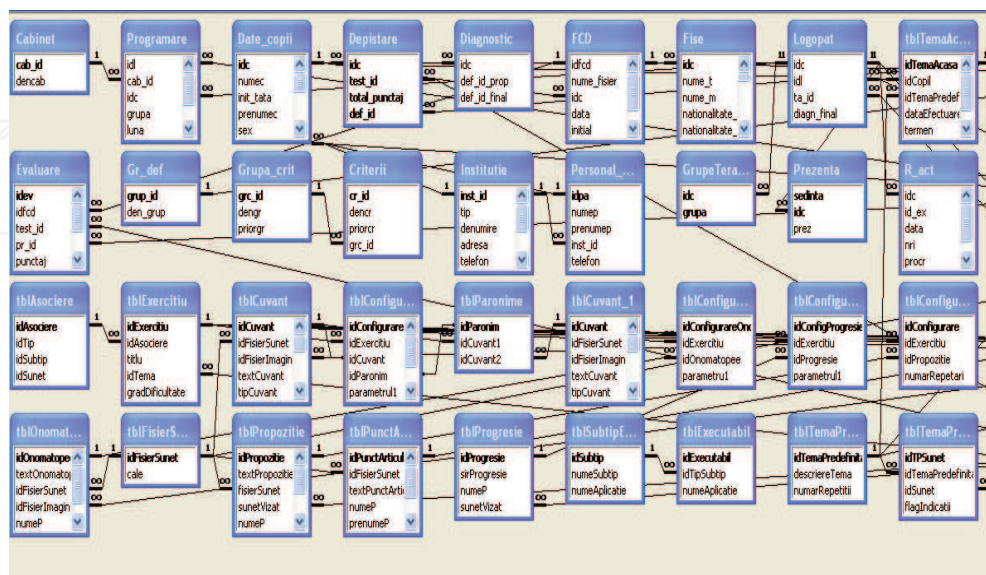 Cabinet
cab_id
dencab
Programare
idl
cab_id
idc
grupa
luna
Date_copii
idc
numec
init_tata
prenumec
sex
Depistare
idc
test_id
total_punctaj
def_id
Diagnostic
idc
def_id_prop
def_id_final
FCD
idfcd
nume_fisier
idc
data
initial
Fise
idc
nume_t
nume_m
nationalitate_
nationalitate_
Logopat
idc
idl
ta_id
diagn_final
tblTemaAc...
idTemaAcasa
idCopil
idTemaPredef
dataEfectuare
termen
Evaluare
idev
idfcd
test_id
pr_id
punctaj
Gr_def
grup_id
den_grup
Grupa_crit
grc_id
dengr
priorgr
Criterii
cr_id
dencr
priorcr
grc_id
Institutie
inst_id
tip
denumire
adresa
telefon
Personal_...
idpa
numep
prenumep
inst_id
telefon
GrupeTera...
idc
grupa
Prezenta
sedinta
idc
prez
R_act
idc
id_ex
data
nri
procr
tblAsociere
idAsociere
idTip
idSubtip
idSunet
tblExercitiu
idExercitiu
idAsociere
titlu
idTema
gradDificultate
tblCuvant
idCuvant
idFisierSunet
idFisierImagin
textCuvant
tipCuvant
tblConfigu...
idConfigurare
idExercitiu
idCuvant
idParonim
parametrul1
tblParonime
idParonim
idCuvant1
idCuvant2
tblCuvant_1
idCuvant
idFisierSunet
idFisierImagin
textCuvant
tipCuvant
tblConfigu...
idConfigurareOno
idExercitiu
idOnomatopee
parametru1
tblConfigu...
idConfigProgresie
idExercitiu
idProgresie
parametrul1
tblConfigu...
idConfigurare
idExercitiu
idPropozitie
numarRepetari
tblOnomat...
idOnomatope
textOnomatop
idFisierSunet
idFisierImagin
numeP
tblFisierS...
idFisierSunet
cale
tblPropozitie
idPropozitie
textPropozitie
fisierSunet
sunetVizat
numeP
tblPunctA...
idPunctArticul
idFisierSunet
textPunctArti
numeP
prenumeP
tblProgresie
idProgresie
sirProgresie
numeP
sunetVizat
tblSubtipE...
idSubtip
numeSubtip
numeAplicatie
tblExecutabil
idExecutabil
idTipSubtip
numeAplicatie
tblTemaPr...
idTemaPredefinita
descriereTema
numarRepetitii
tblTemaPr...
idTPSunet
idTemaPredefinita
idSunet
flagIndicatii